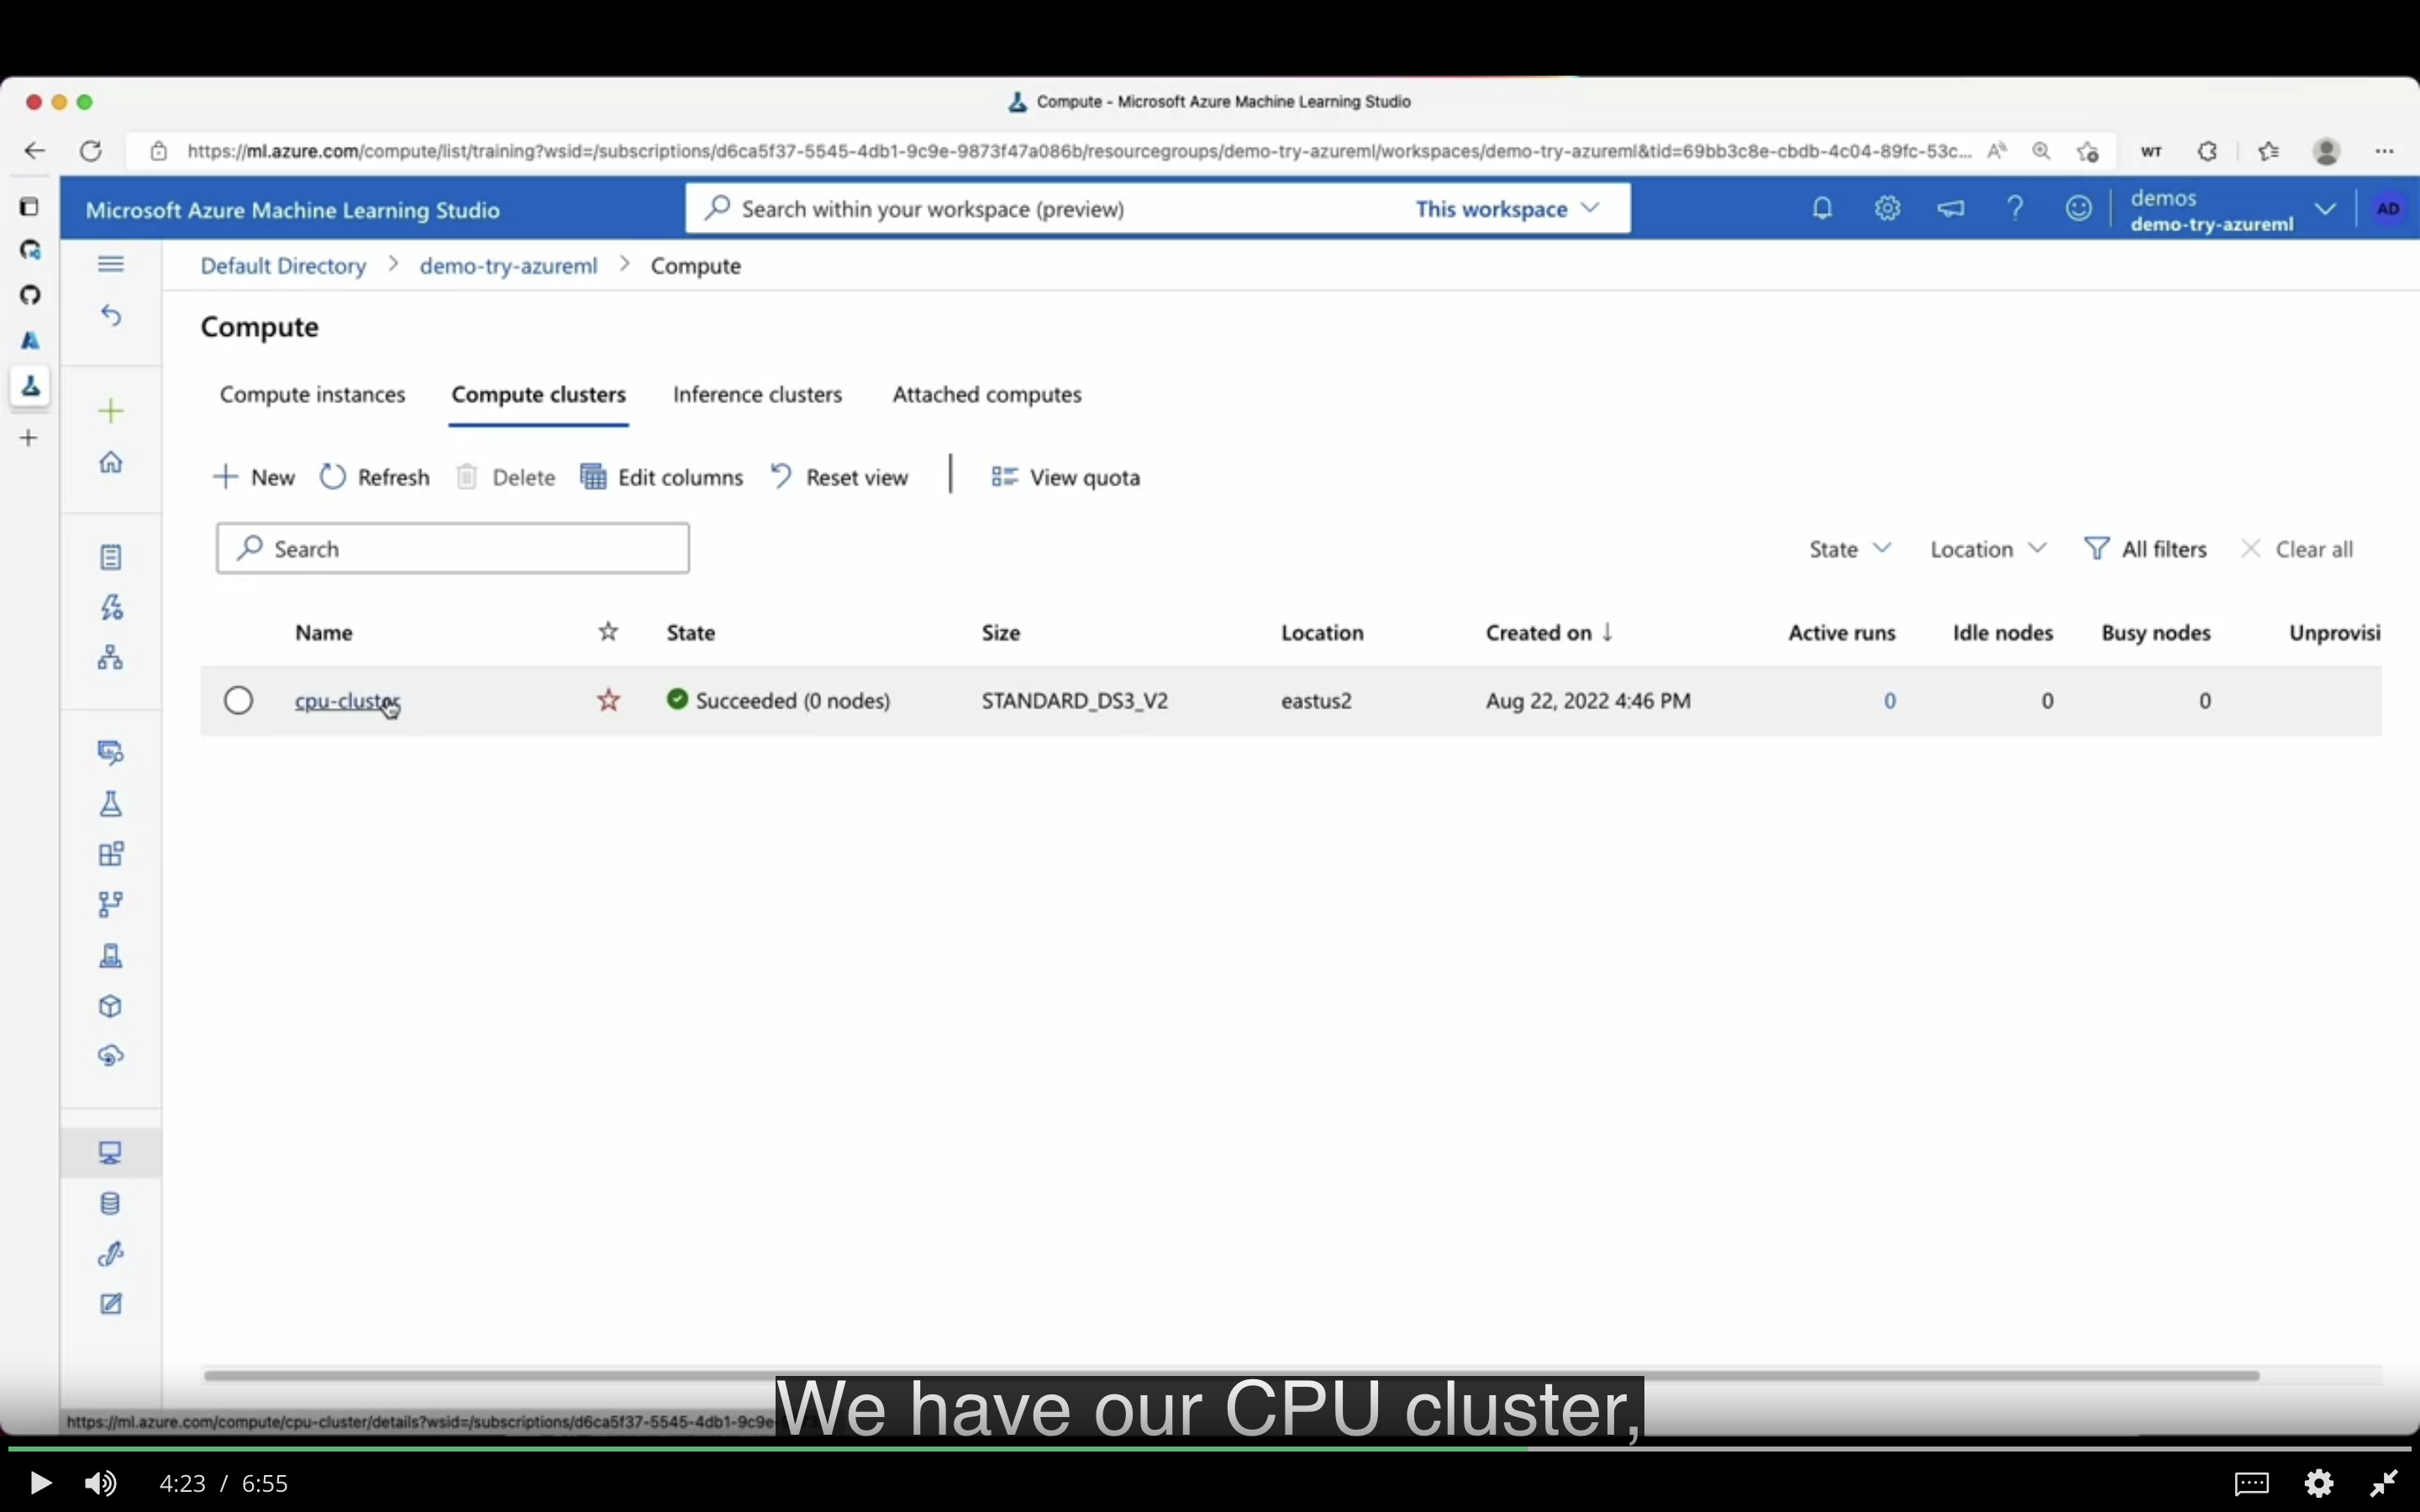 Compute - Microsoft Azure Machine Learning Studio
https://ml.azure.com/compute/list/training?wsid=/subscriptions/d6ca5f37-5545-4db1-9c9e-9873f47a086b/resourcegroups/demo-try-azureml/workspaces/demo-try-azureml&tid=69bb3c8e-cbdb-4c04-89fc-53c... A WT
Microsoft Azure Machine Learning Studio Search within your workspace (preview) This workspace demos AD
demo-try-azureml
Default Directory > demo-try-azureml > Compute
Compute
Compute instances Compute clusters Inference clusters Attached computes
New Refresh Delete Edit columns Reset view View quota
Search State Location All filters Clear all
Name State Size Location Created on ↓ Active runs Idle nodes Busy nodes Unprovisi
cpu-cluster Succeeded (0 nodes) STANDARD_DS3_V2 eastus2 Aug 22, 2022 4:46 PM 0 0 0
We have our CPU cluster,
https://ml.azure.com/compute/cpu-cluster/details?wsid=/subscriptions/d6ca5f37-5545-4db1-9c9e-
4:23 / 6:55